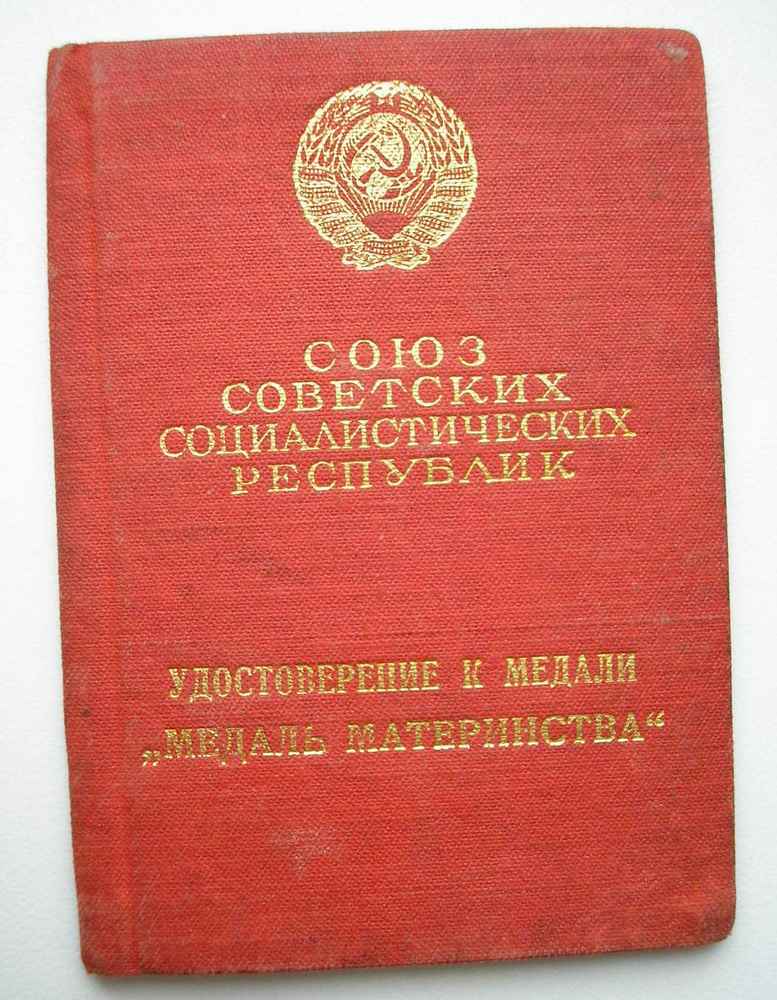 СОЮЗ
СОВЕТСКИХ
СОЦИАЛИСТИЧЕСКИХ
РЕСПУБЛИК
УДОСТОВЕРЕНИЕ К МЕДАЛИ
„МЕДАЛЬ МАТЕРИНСТВА“